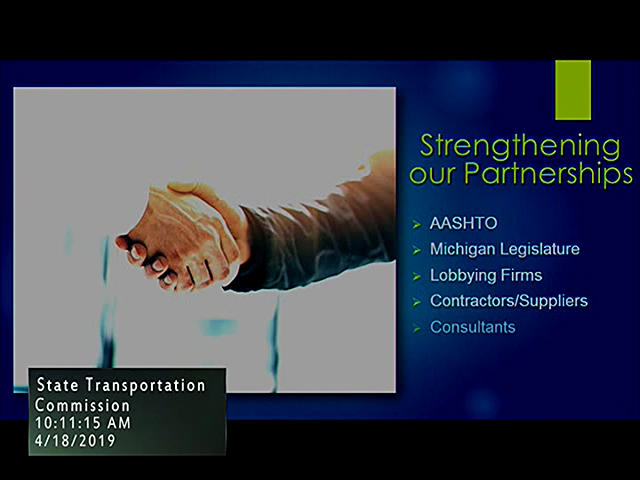 Strengthening
our Partnerships
AASHTO
Michigan Legislature
Lobbying Firms
Contractors/Suppliers
Consultants
State Transportation
Commission
10:11:15 AM
4/18/2019